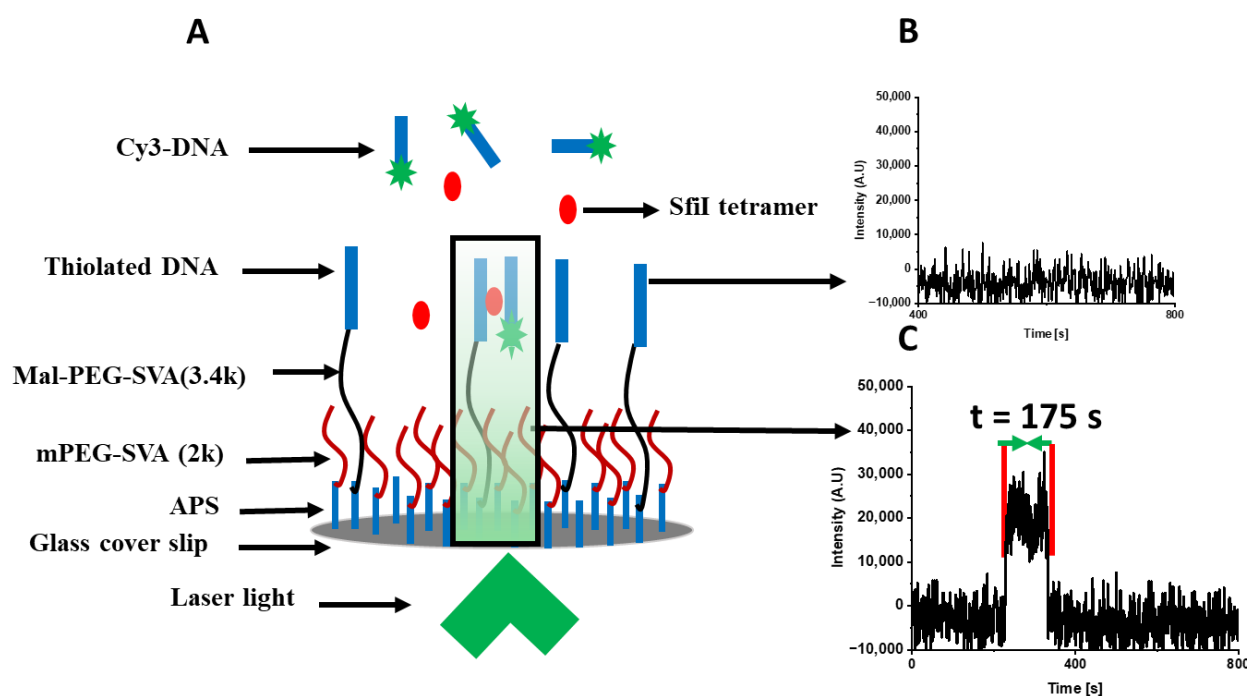 A
Cy3-DNA
SfiI tetramer
Thiolated DNA
Mal-PEG-SVA(3.4k)
mPEG-SVA (2k)
APS
Glass cover slip
Laser light
B
50,000
40,000
30,000
20,000
10,000
0
−10,000
Intensity (A.U)
400
600
800
Time [s]
C
50,000
40,000
30,000
20,000
10,000
0
−10,000
Intensity (A.U)
t = 175 s
0
400
800
Time [s]